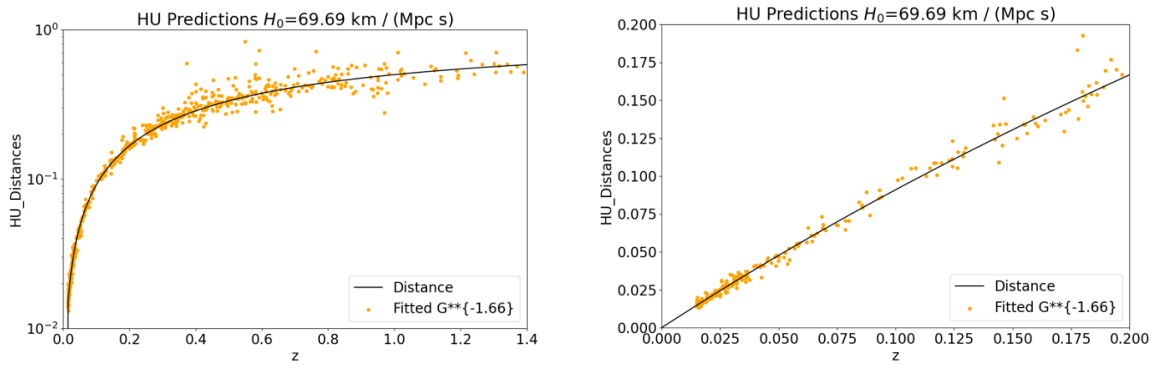 HU Predictions H₀=69.69 km / (Mpc s)
10⁰
10⁻¹
10⁻²
HU_Distances
Distance
Fitted G**{-1.66}
0.0 0.2 0.4 0.6 0.8 1.0 1.2 1.4
z
HU Predictions H₀=69.69 km / (Mpc s)
0.200
0.175
0.150
0.125
0.100
0.075
0.050
0.025
0.000
HU_Distances
Distance
Fitted G**{-1.66}
0.000 0.025 0.050 0.075 0.100 0.125 0.150 0.175 0.200
z